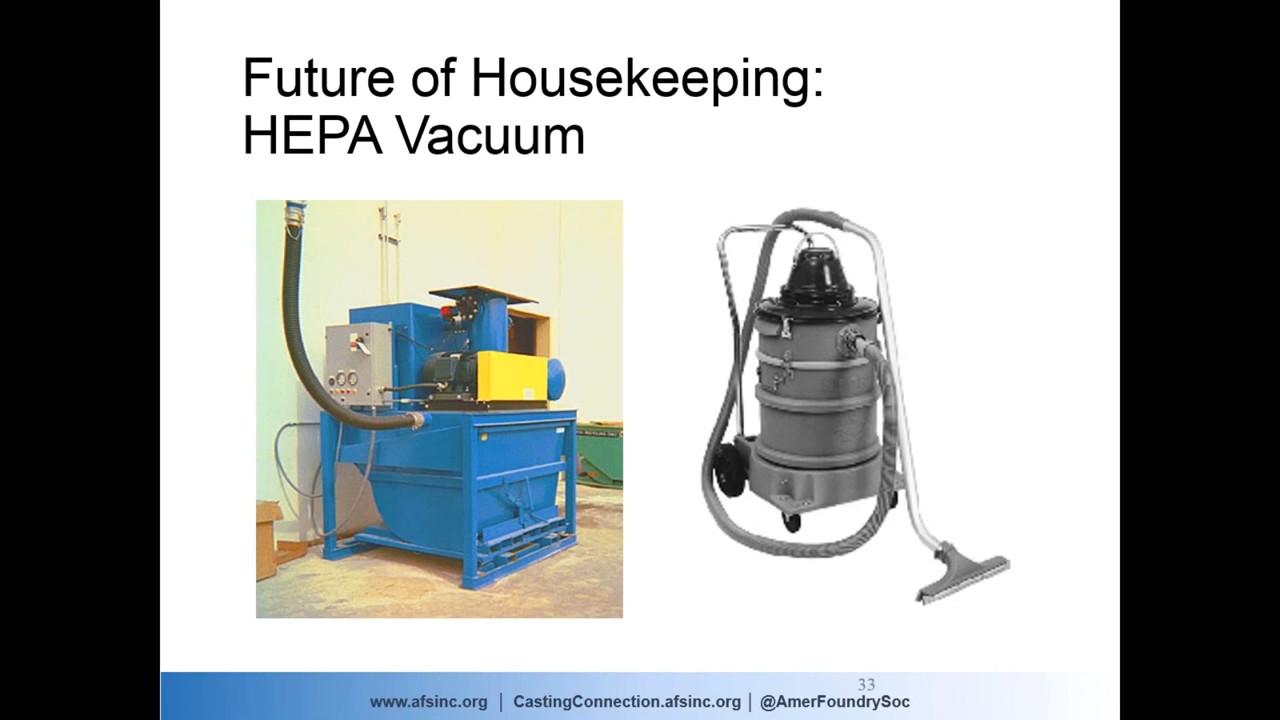 Future of Housekeeping:
HEPA Vacuum
33
www.afsinc.org | CastingConnection.afsinc.org | @AmerFoundrySoc